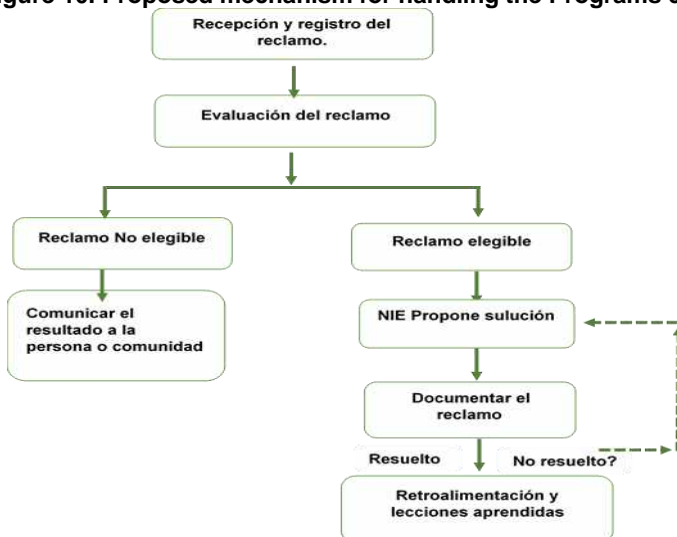 Figure 10. Proposed mechanism for handling the Programs
Recepción y registro del
reclamo.
Evaluación del reclamo
Reclamo No elegible
Reclamo elegible
Comunicar el
resultado a la
persona o comunidad
NIE Propone sulución
Documentar el
reclamo
Resuelto
No resuelto?
Retroalimentación y
lecciones aprendidas